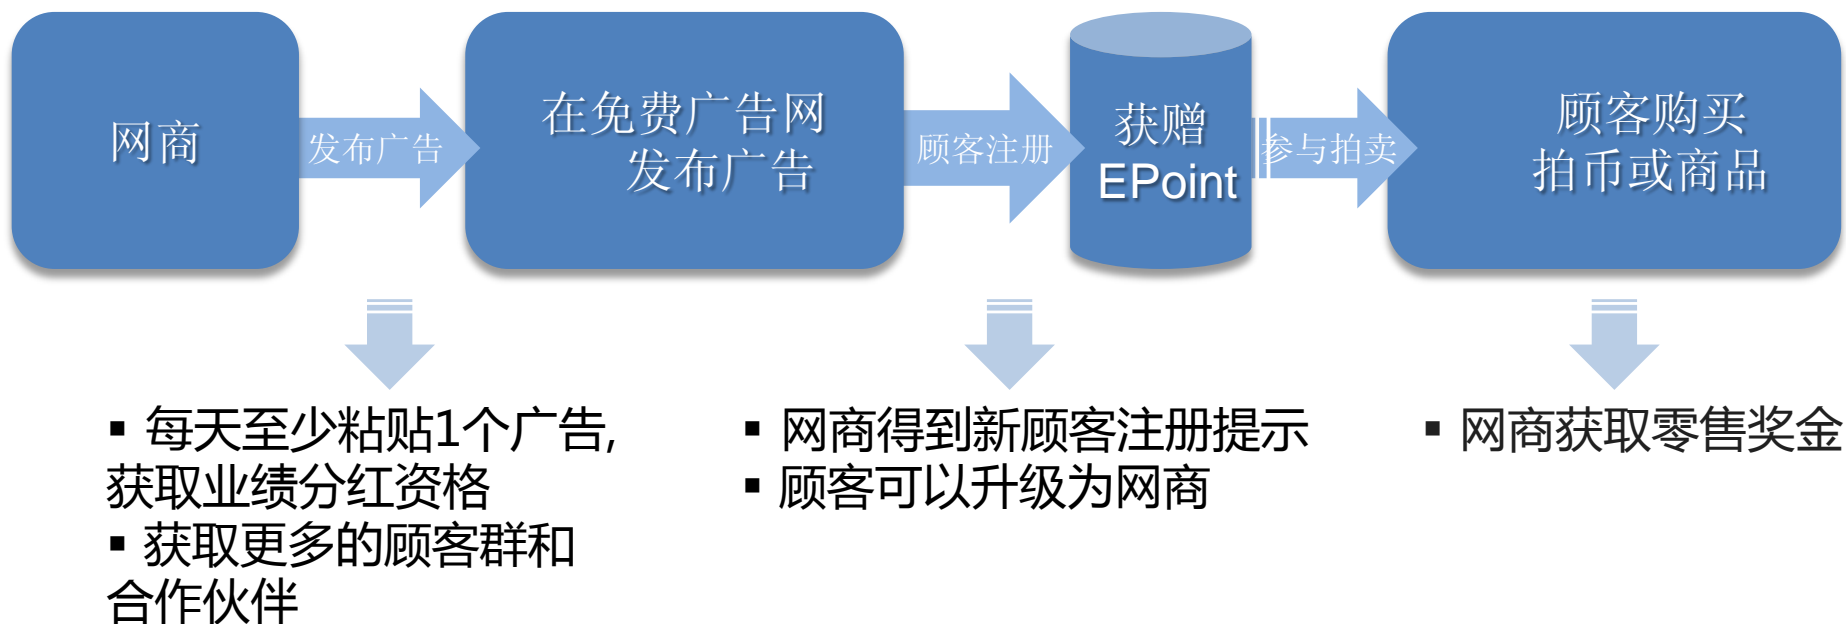 网商
发布广告
在免费广告网
发布广告
顾客注册
获赠
EPoint
参与拍卖
顾客购买
拍币或商品
▪ 每天至少粘贴1个广告,
获取业绩分红资格
▪ 获取更多的顾客群和
合作伙伴
▪ 网商得到新顾客注册提示
▪ 顾客可以升级为网商
▪ 网商获取零售奖金